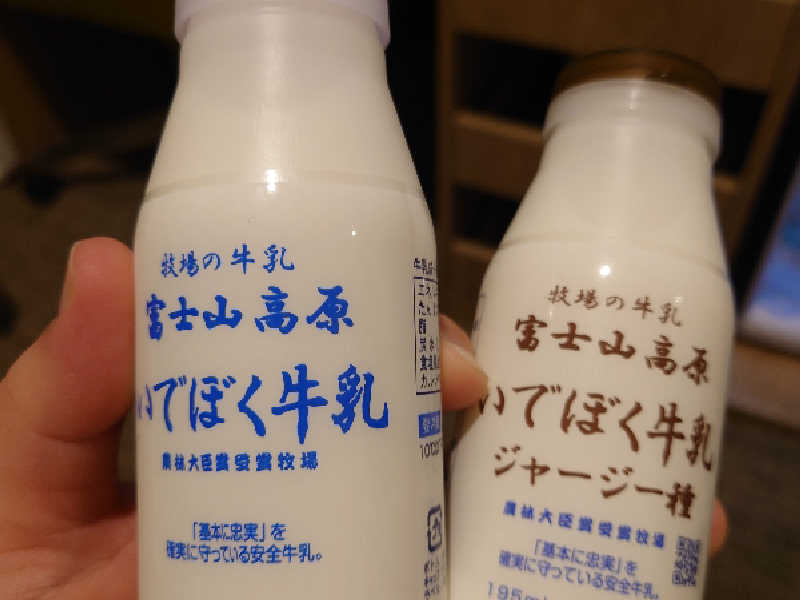 牧場の牛乳
富士山高原
いでぼく牛乳
農林大臣賞受賞牧場
「基本に忠実」を
確実に守っている安全牛乳。
牧場の牛乳
富士山高原
いでぼく牛乳
ジャージー種
農林大臣賞受賞牧場
「基本に忠実」を
確実に守っている安全牛乳。
195m